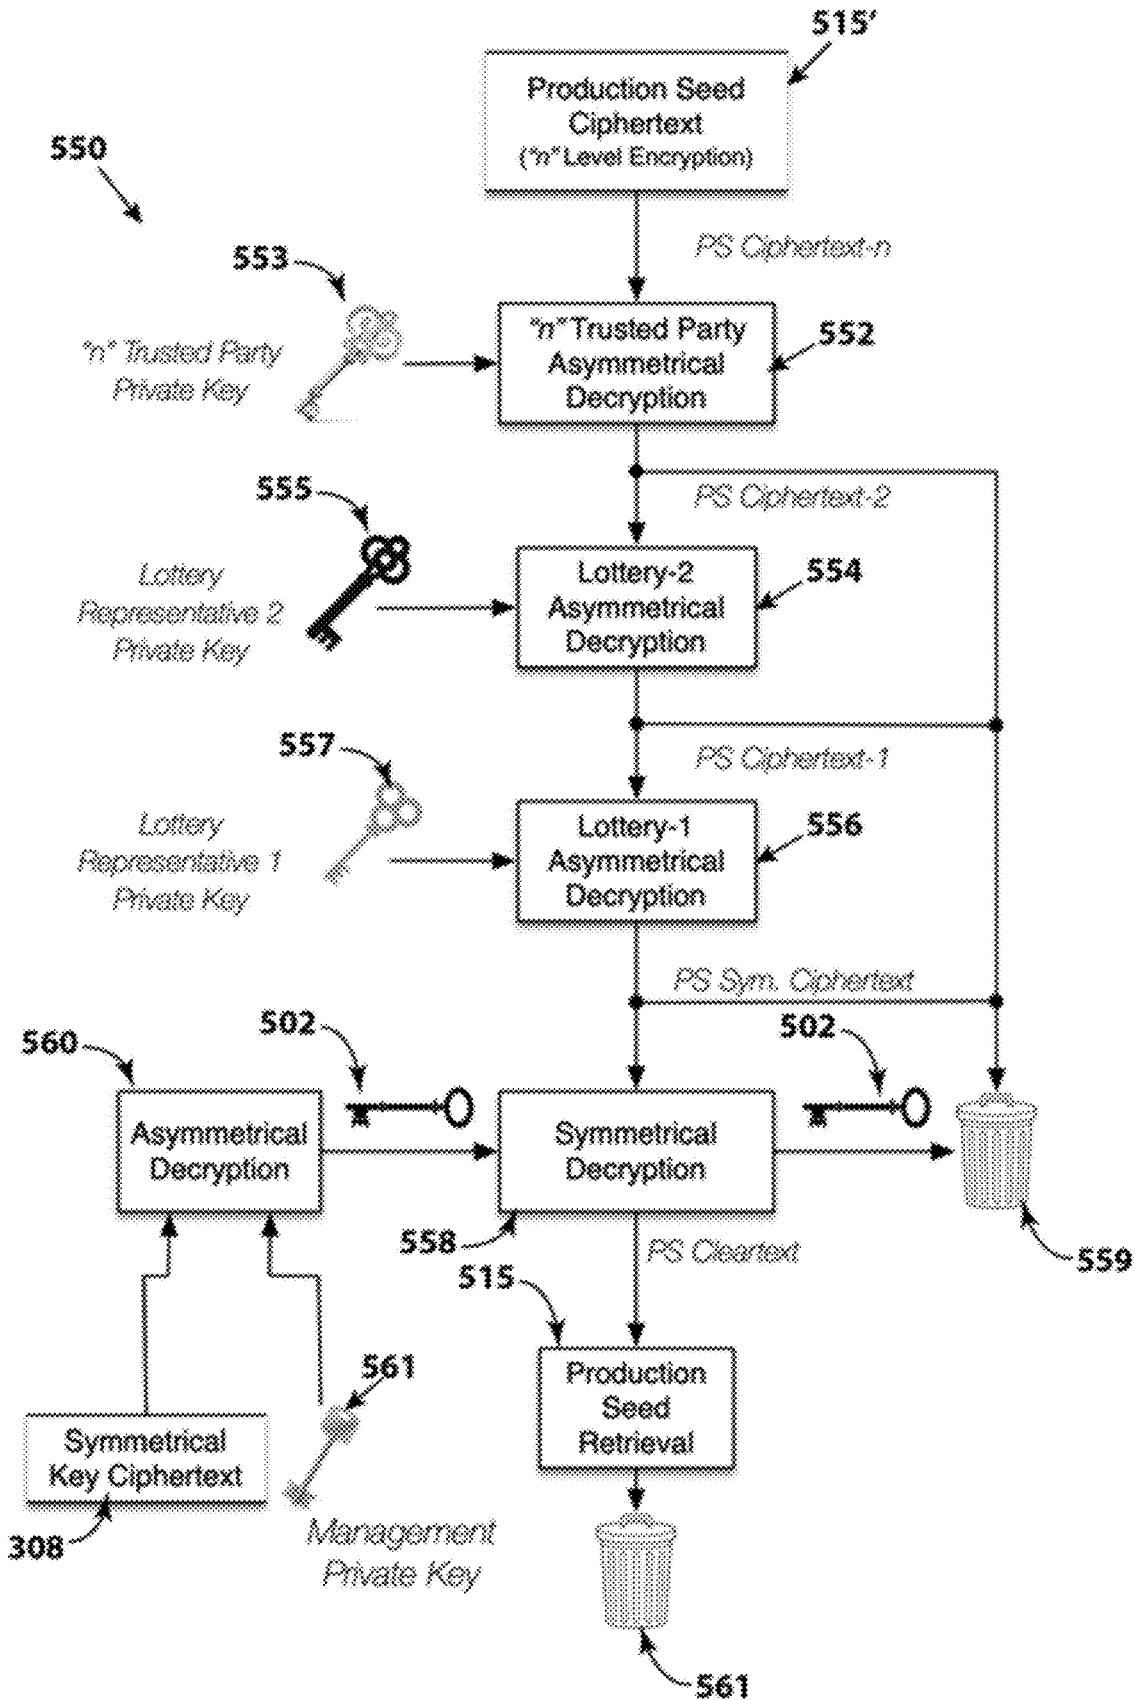 515'
Production Seed
Ciphertext
("n" Level Encryption)
550
PS Ciphertext-n
553
"n" Trusted Party
Private Key
"n" Trusted Party
Asymmetrical
Decryption
552
555
PS Ciphertext-2
Lottery
Representative 2
Private Key
Lottery-2
Asymmetrical
Decryption
554
557
PS Ciphertext-1
Lottery
Representative 1
Private Key
Lottery-1
Asymmetrical
Decryption
556
PS Sym. Ciphertext
560
502
502
Asymmetrical
Decryption
Symmetrical
Decryption
558
PS Cleartext
559
515
Production
Seed
Retrieval
561
Symmetrical
Key Ciphertext
308
Management
Private Key
561